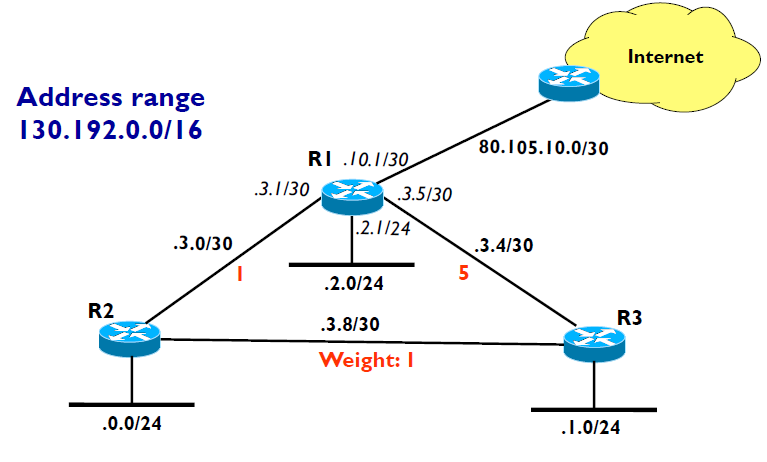 Internet
Address range
130.192.0.0/16
80.105.10.0/30
R1 .10.1/30
.3.1/30
.3.5/30
.2.1/24
.3.0/30
.3.4/30
1
5
.2.0/24
R2
R3
.3.8/30
Weight: 1
.0.0/24
.1.0/24